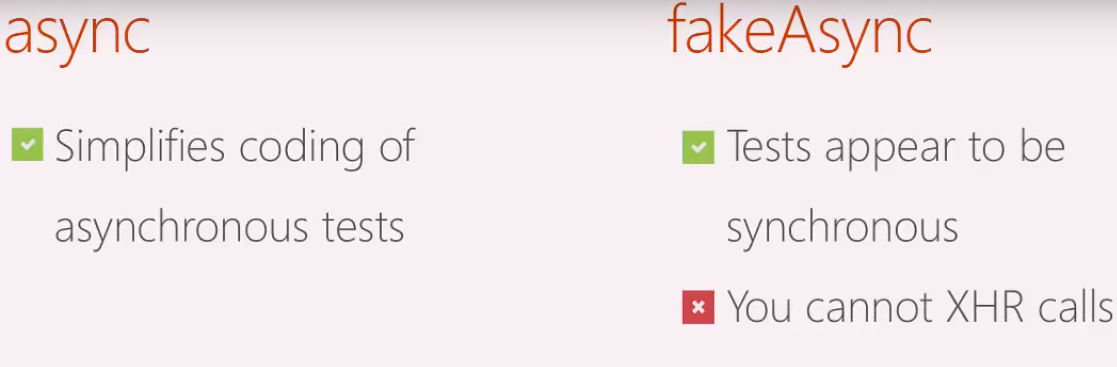 async
Simplifies coding of
asynchronous tests
fakeAsync
Tests appear to be
synchronous
You cannot XHR calls